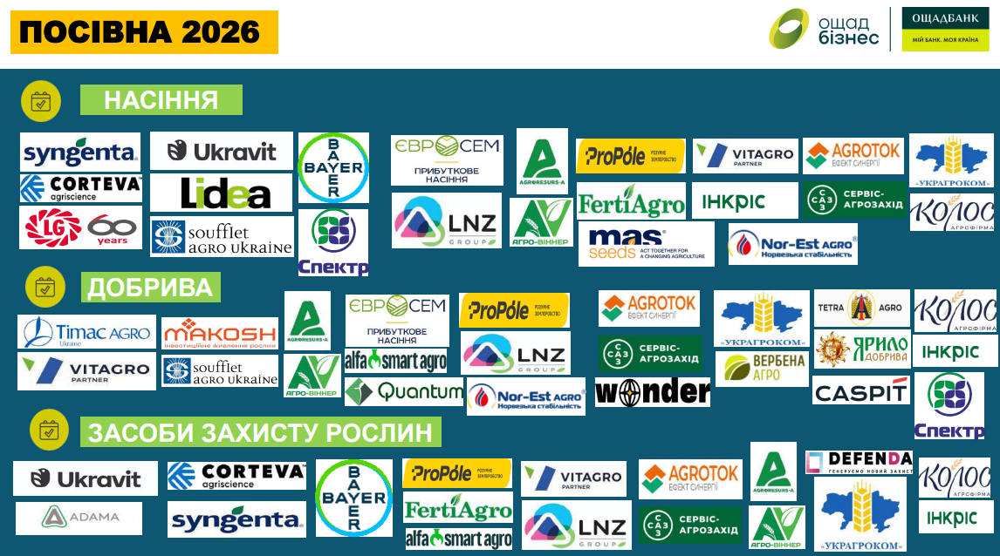 ПОСІВНА 2026
ощад
бізнес
ОЩАДБАНК
МІЙ БАНК. МОЯ КРАЇНА
НАСІННЯ
syngenta
Ukravit
BAYER
BAYER
ЄВРОСЕМ
ПРИБУТКОВЕ
НАСІННЯ
AGRORESURS-A
ProPole
РОЗУМНЕ
ЗЕМЛЕРОБСТВО
VITAGRO
PARTNER
AGROTOK
ЕФЕКТ СИНЕРГІЇ
«УКРАГРОКОМ»
CORTEVA
agriscience
Lidea
LG
60
years
soufflet
AGRO UKRAINE
Спектр
LNZ
GROUP
АГРО-ВІННЕР
FertiAgro
ІНКРІС
САЗ
СЕРВІС-
АГРОЗАХІД
КОЛОС
АГРОФІРМА
mas
seeds
ACT TOGETHER FOR
A CHANGING AGRICULTURE
Nor-Est AGRO
Норвезька стабільність
ДОБРИВА
Timac AGRO
Ukraine
MAKOSH
інвестиційне живлення рослин
AGRORESURS-A
ЄВРОСЕМ
ПРИБУТКОВЕ
НАСІННЯ
ProPole
РОЗУМНЕ
ЗЕМЛЕРОБСТВО
AGROTOK
ЕФЕКТ СИНЕРГІЇ
«УКРАГРОКОМ»
TETRA AGRO
КОЛОС
АГРОФІРМА
VITAGRO
PARTNER
soufflet
AGRO UKRAINE
АГРО-ВІННЕР
alfa smart agro
LNZ
GROUP
САЗ
СЕРВІС-
АГРОЗАХІД
ВЕРБЕНА
АГРО
ЯРИЛО
ДОБРИВА
ІНКРІС
Quantum
Nor-Est AGRO
Норвезька стабільність
wonder
CASPIT
Спектр
ЗАСОБИ ЗАХИСТУ РОСЛИН
Ukravit
CORTEVA
agriscience
BAYER
BAYER
ProPole
РОЗУМНЕ
ЗЕМЛЕРОБСТВО
VITAGRO
PARTNER
AGROTOK
ЕФЕКТ СИНЕРГІЇ
AGRORESURS-A
DEFENDA
ГЕНЕРУЄМО НОВИЙ ЗАХИСТ
КОЛОС
АГРОФІРМА
ADAMA
syngenta
FertiAgro
alfa smart agro
LNZ
GROUP
САЗ
СЕРВІС-
АГРОЗАХІД
АГРО-ВІННЕР
«УКРАГРОКОМ»
ІНКРІС